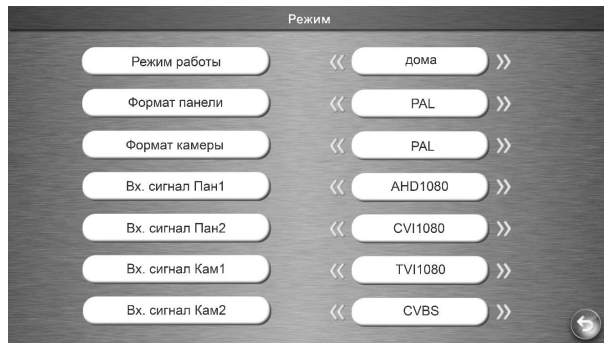 Режим
Режим работы дома
Формат панели PAL
Формат камеры PAL
Вх. сигнал Пан1 AHD1080
Вх. сигнал Пан2 CVI1080
Вх. сигнал Кам1 TVI1080
Вх. сигнал Кам2 CVBS